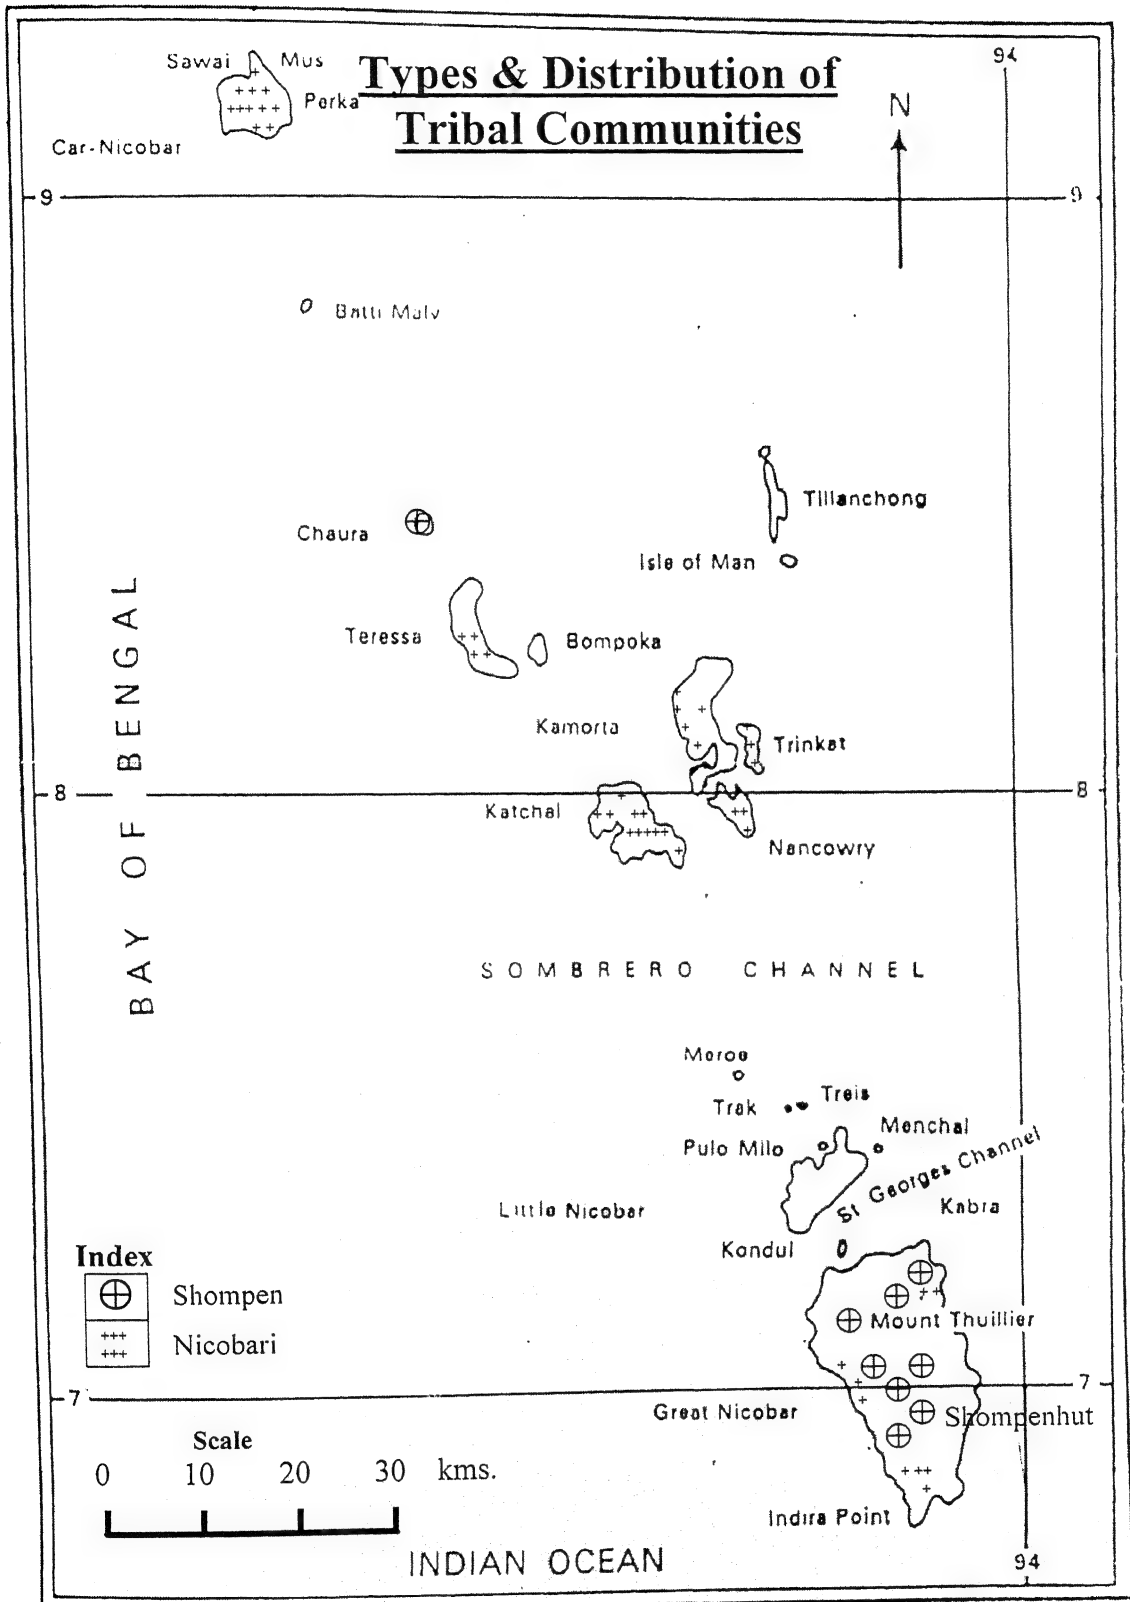 Types & Distribution of
Tribal Communities
94
Sawai
Mus
Perka
Car-Nicobar
N
9
9
Batti Malv
Tillanchong
Chaura
Isle of Man
Teressa
Bompoka
Kamorta
Trinkat
8
8
Katchal
Nancowry
BAY OF BENGAL
SOMBRERO CHANNEL
Meroe
Trak
Treis
Menchal
Pulo Milo
St Georges Channel
Little Nicobar
Kabra
Kondul
Index
Shompen
Nicobari
Mount Thuillier
7
7
Great Nicobar
Shompenhut
Scale
0 10 20 30 kms.
Indira Point
INDIAN OCEAN
94